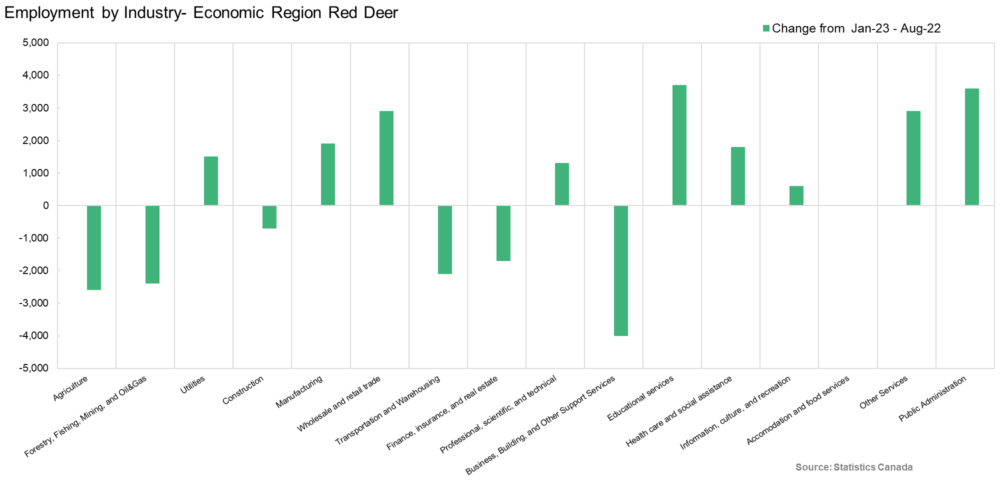 Employment by Industry- Economic Region Red Deer
Change from Jan-23 - Aug-22
5,000
4,000
3,000
2,000
1,000
0
-1,000
-2,000
-3,000
-4,000
-5,000
Agriculture
Forestry, Fishing, Mining, and Oil&Gas
Utilities
Construction
Manufacturing
Wholesale and retail trade
Transportation and Warehousing
Finance, insurance, and real estate
Professional, scientific, and technical
Business, Building, and Other Support Services
Educational services
Health care and social assistance
Information, culture, and recreation
Accomodation and food services
Other Services
Public Administration
Source: Statistics Canada